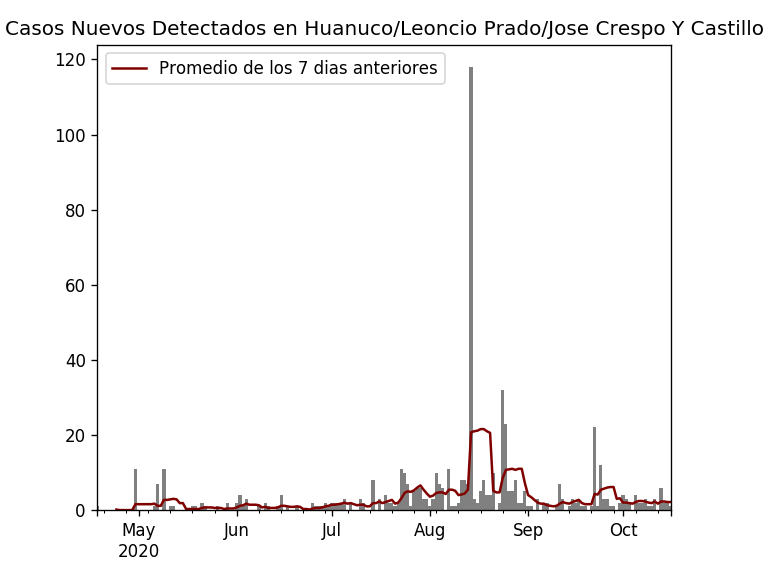 Casos Nuevos Detectados en Huanuco/Leoncio Prado/Jose Crespo Y Castillo
Promedio de los 7 dias anteriores
120
100
80
60
40
20
0
May Jun Jul Aug Sep Oct
2020